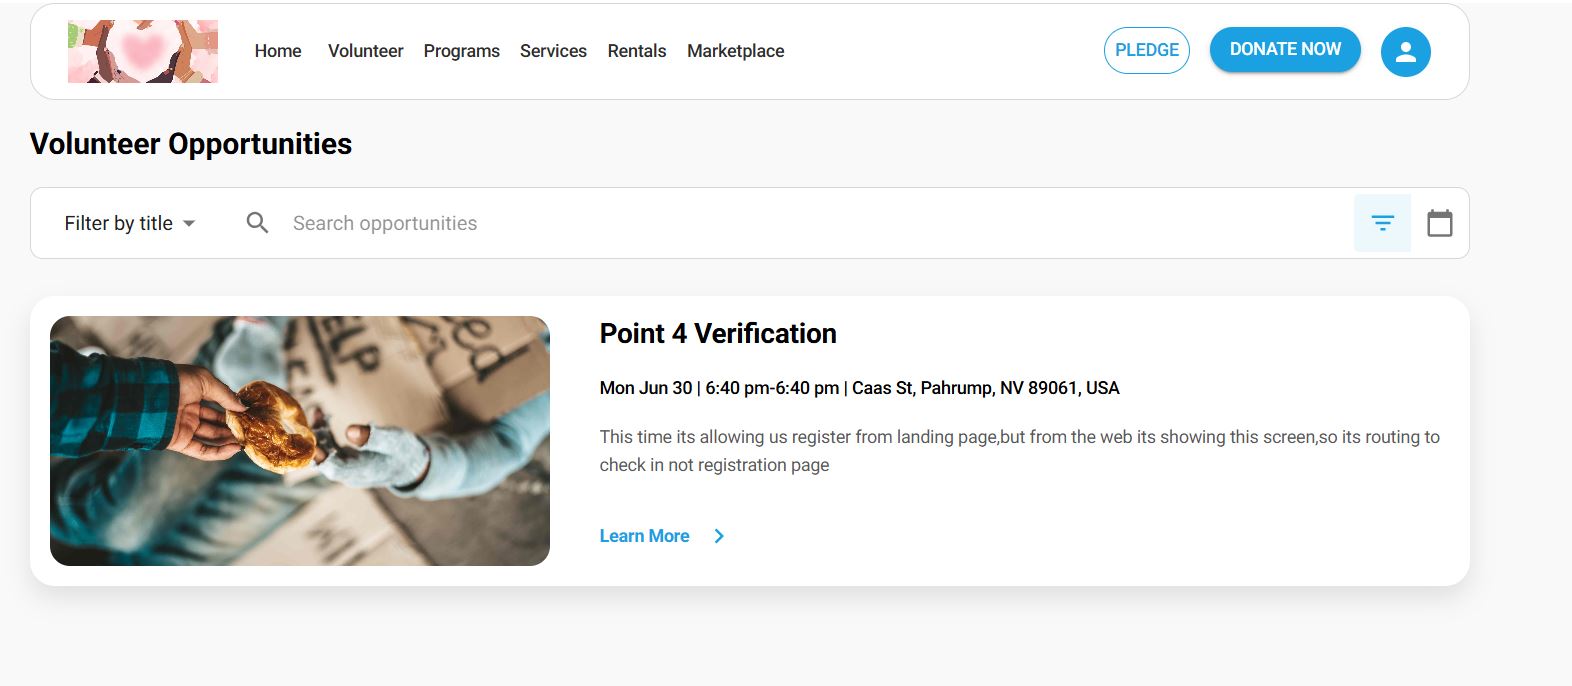 Home Volunteer Programs Services Rentals Marketplace PLEDGE DONATE NOW
Volunteer Opportunities
Filter by title Search opportunities
HELP
Point 4 Verification
Mon Jun 30 | 6:40 pm-6:40 pm | Caas St, Pahrump, NV 89061, USA
This time its allowing us register from landing page,but from the web its showing this screen,so its routing to
check in not registration page
Learn More